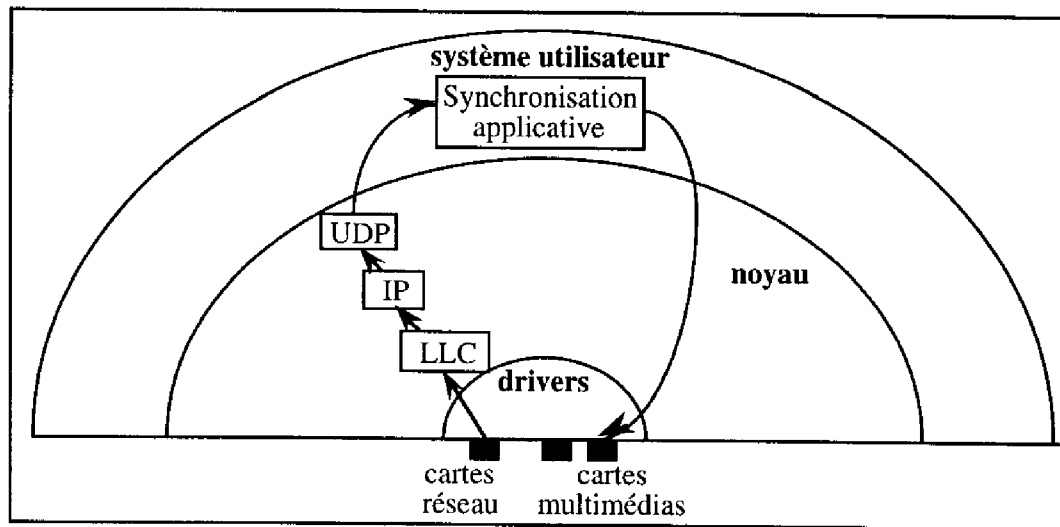 système utilisateur
Synchronisation
applicative
UDP
noyau
IP
LLC
drivers
cartes
réseau
cartes
multimédias